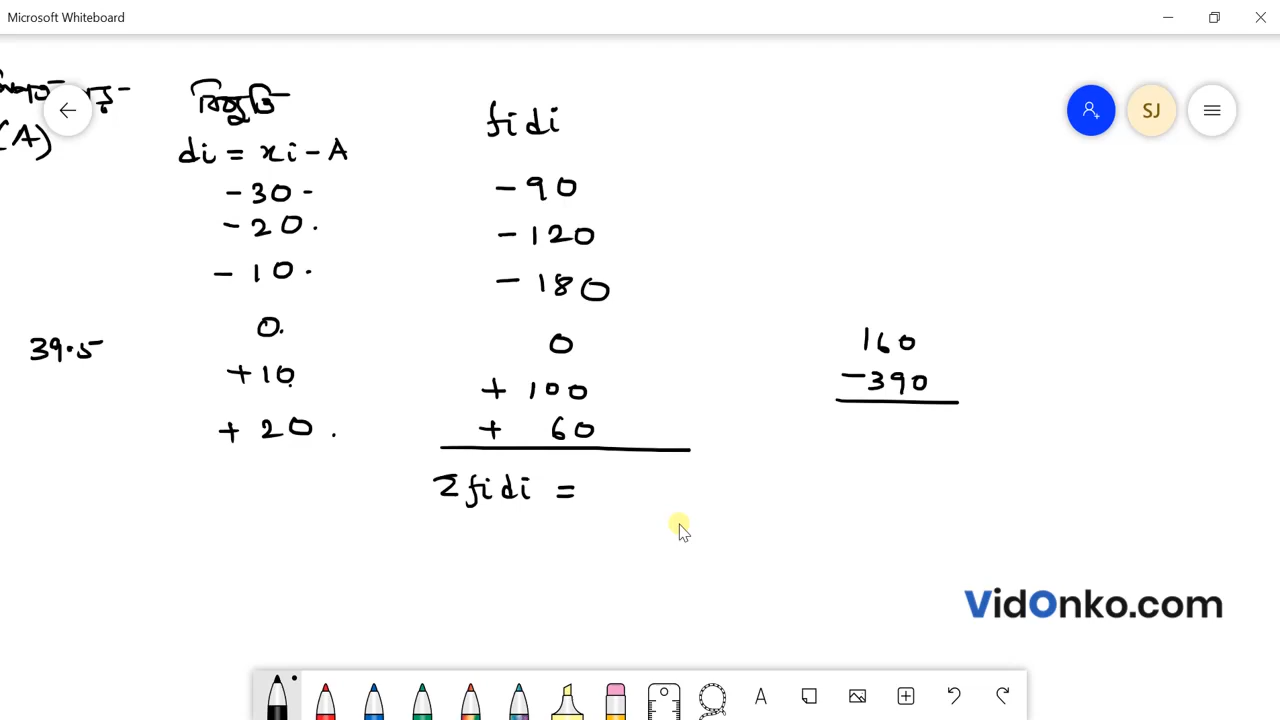 Microsoft Whiteboard
SJ
(A)
বিচ্যুতি
di = xi - A
- 30
- 20
- 10
0
+ 10
+ 20
39.5
fidi
- 90
- 120
- 180
0
+ 100
+ 60
Σfidi =
160
- 390
VidOnko.com
A